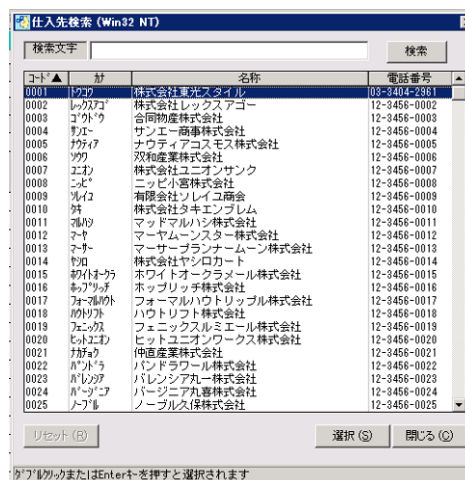 仕入先検索 (Win32 NT)
検索文字 検索
コード▲ カナ 名称 電話番号
0001 トウコウ 株式会社東光スタイル 03-3404-2961
0002 レックスアゴー 株式会社レックスアゴー 12-3456-0002
0003 ゴウドウ 合同物産株式会社 12-3456-0003
0004 サンエー サンエー商事株式会社 12-3456-0004
0005 ナウティア ナウティアコスモス株式会社 12-3456-0005
0006 ソウワ 双和産業株式会社 12-3456-0006
0007 ユニオン 株式会社ユニオンサンク 12-3456-0007
0008 ニッピ ニッピ小宮株式会社 12-3456-0008
0009 ソレイユ 有限会社ソレイユ商会 12-3456-0009
0010 タキ 株式会社タキエンブレム 12-3456-0010
0011 マルハシ マッドマルハシ株式会社 12-3456-0011
0012 マーヤ マーヤムーンスター株式会社 12-3456-0012
0013 マーサー マーサープランナームーン株式会社 12-3456-0013
0014 ヤシロ 株式会社ヤシロカート 12-3456-0014
0015 ホワイトオークラ ホワイトオークラメール株式会社 12-3456-0015
0016 ホップリッチ ホップリッチ株式会社 12-3456-0016
0017 フォーマルハウト フォーマルハウトリップル株式会社 12-3456-0017
0018 ハウトリフト ハウトリフト株式会社 12-3456-0018
0019 フェニックス フェニックスルミエール株式会社 12-3456-0019
0020 ヒットユニオン ヒットユニオンワークス株式会社 12-3456-0020
0021 ナカチョク 仲直産業株式会社 12-3456-0021
0022 パンドラ パンドラワール株式会社 12-3456-0022
0023 バレンシア バレンシア丸一株式会社 12-3456-0023
0024 バージニア バージニア丸喜株式会社 12-3456-0024
0025 ノーブル ノーブル久保株式会社 12-3456-0025
リセット(R) 選択(S) 閉じる(C)
ダブルクリックまたはEnterキーを押すと選択されます